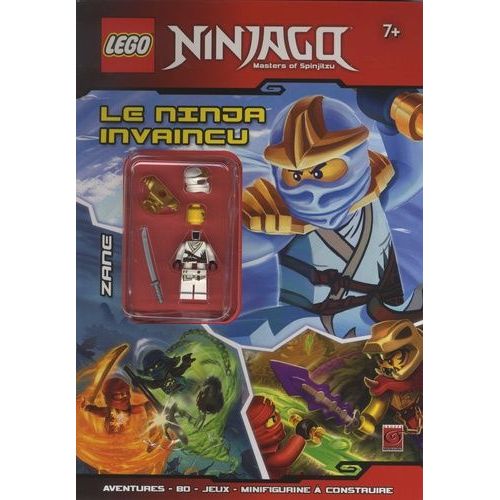 LEGO
NINJAGO
Masters of Spinjitzu
7+
LE NINJA
INVAINCU
ZANE
AVENTURES - BD - JEUX - MINIFIGURINE À CONSTRUIRE